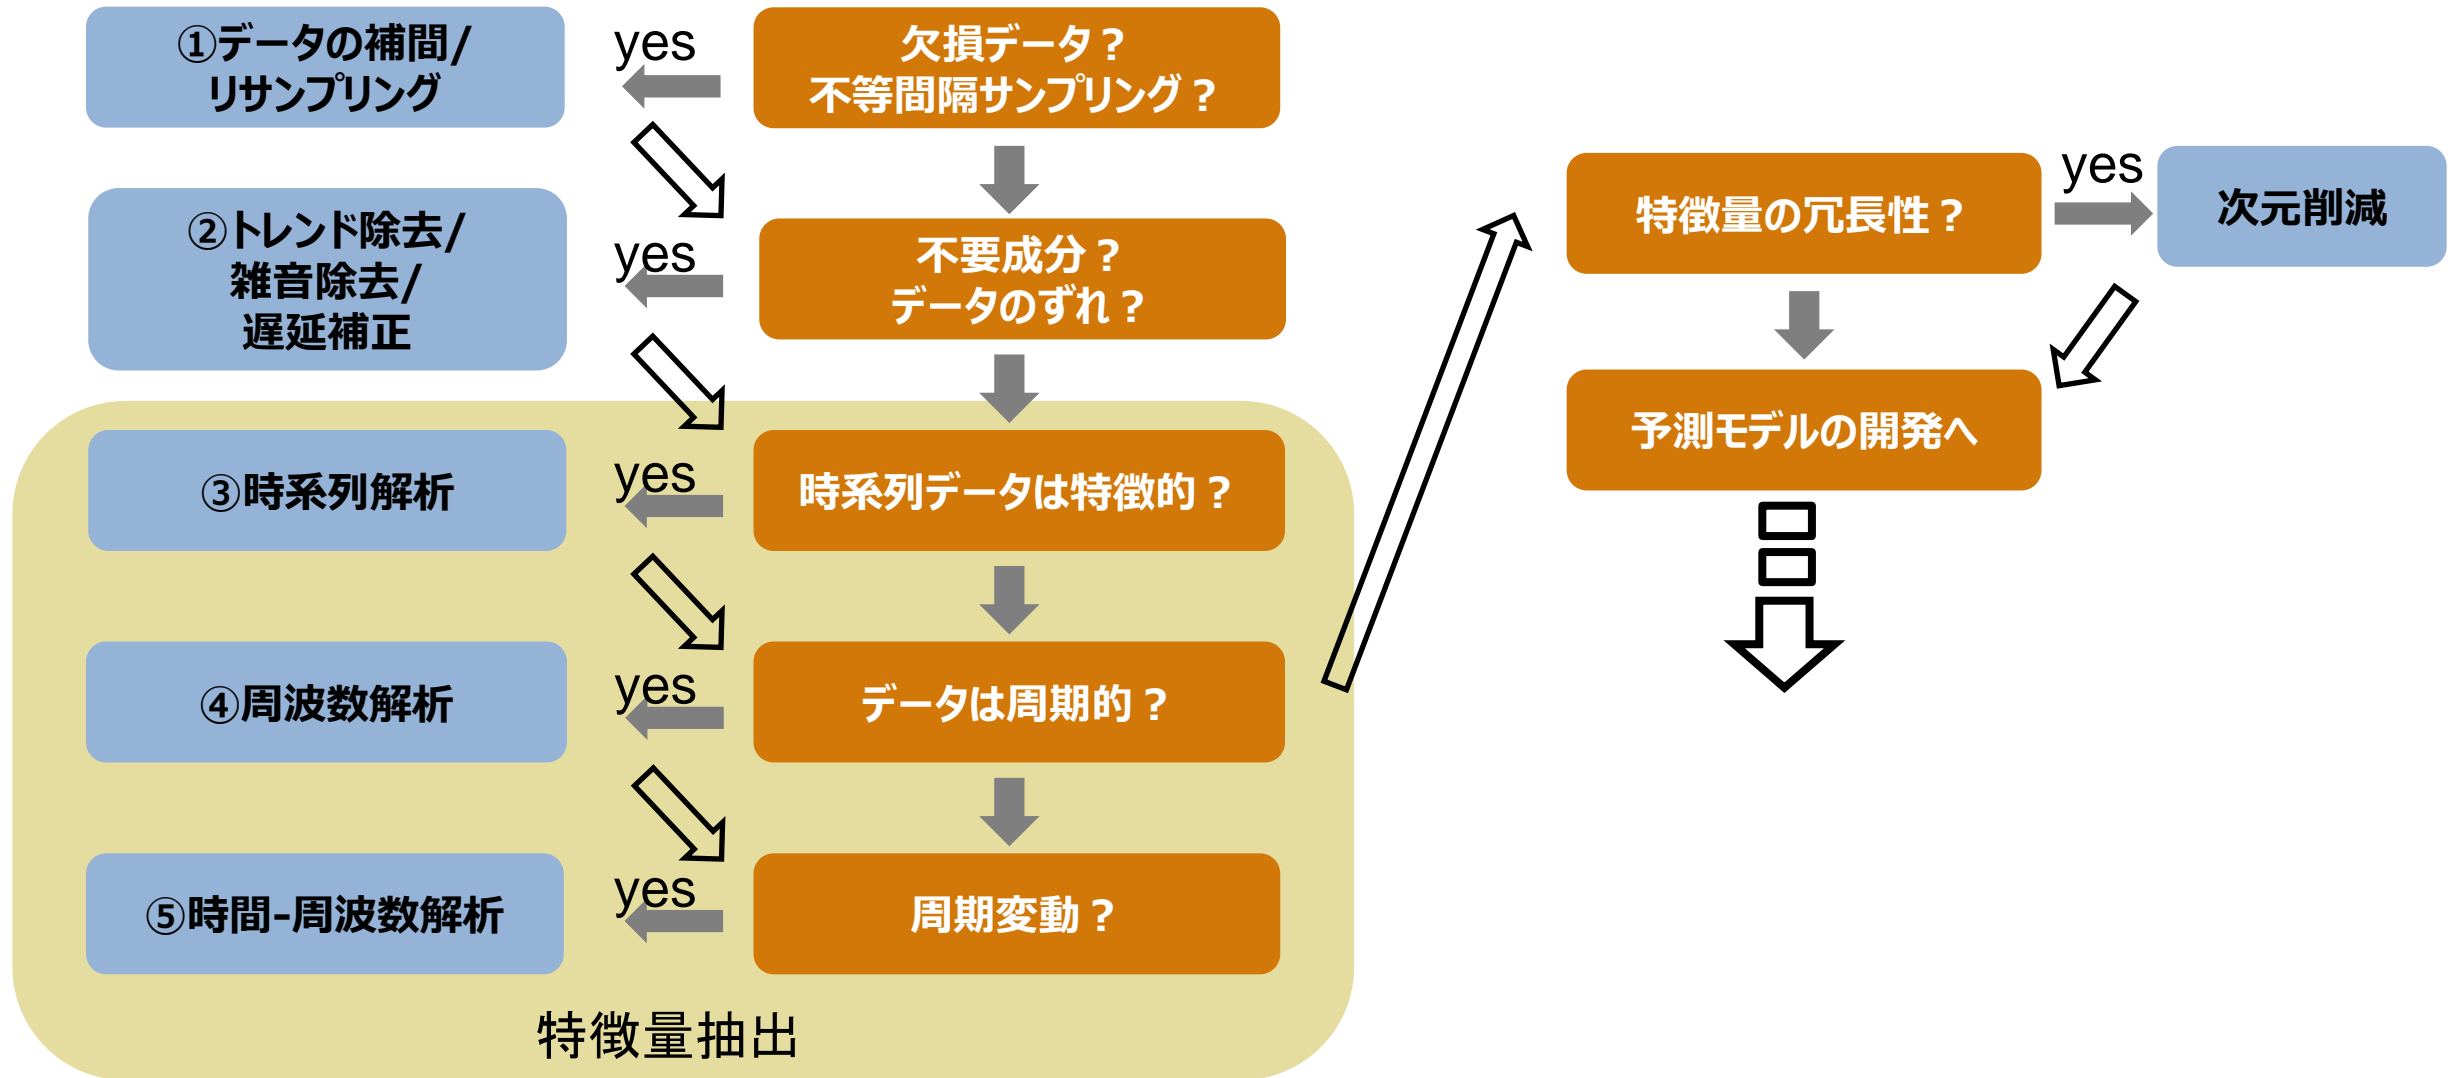 ①データの補間/
リサンプリング
yes
欠損データ？
不等間隔サンプリング？
②トレンド除去/
雑音除去/
遅延補正
yes
不要成分？
データのずれ？
③時系列解析
yes
時系列データは特徴的？
④周波数解析
yes
データは周期的？
⑤時間-周波数解析
yes
周期変動？
特徴量抽出
特徴量の冗長性？
yes
次元削減
予測モデルの開発へ